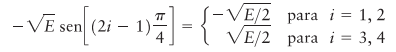 −√E sen[(2i − 1) π/4] = { −√E/2 para i = 1, 2
√E/2 para i = 3, 4